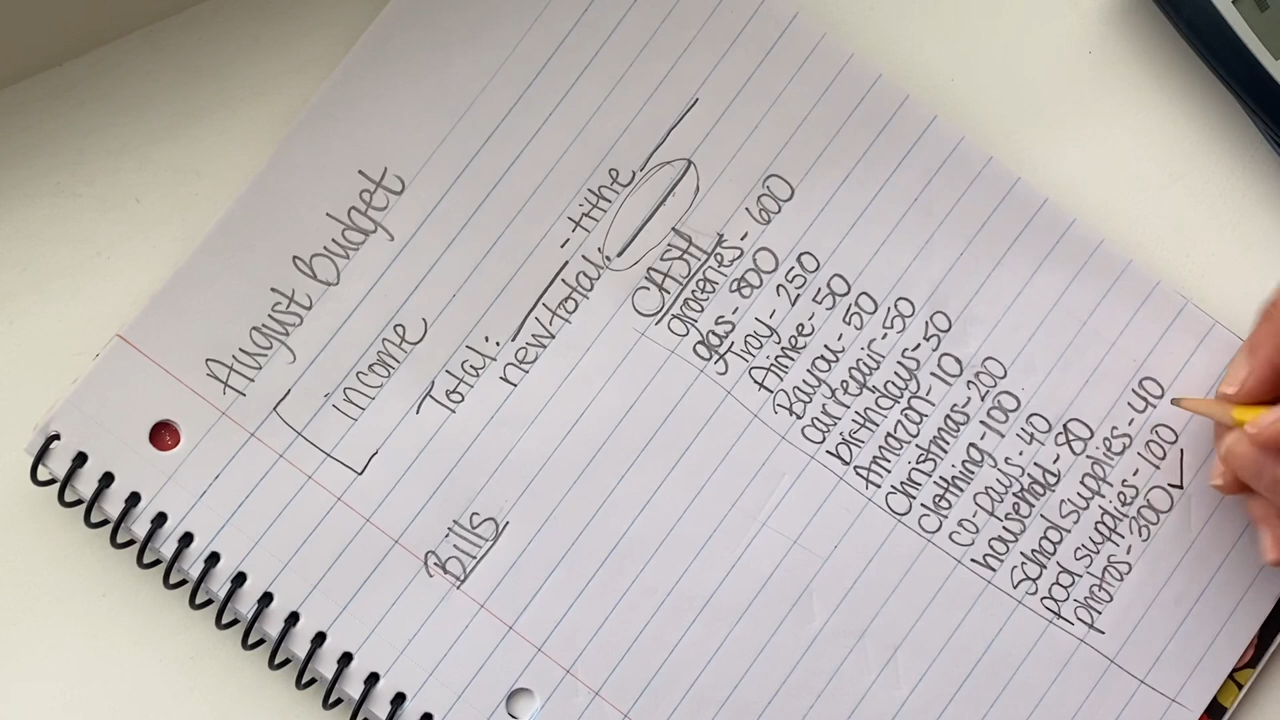 August Budget
income
Total: - tithe
new total:
Bills
CASH
groceries - 600
gas - 800
Troy - 250
Aimee - 50
Bayou - 50
car repair - 50
birthdays - 50
Amazon - 10
Christmas - 200
Clothing - 100
co-pays - 40
household - 80
School supplies - 40
pool supplies - 100
photos - 300 ✓